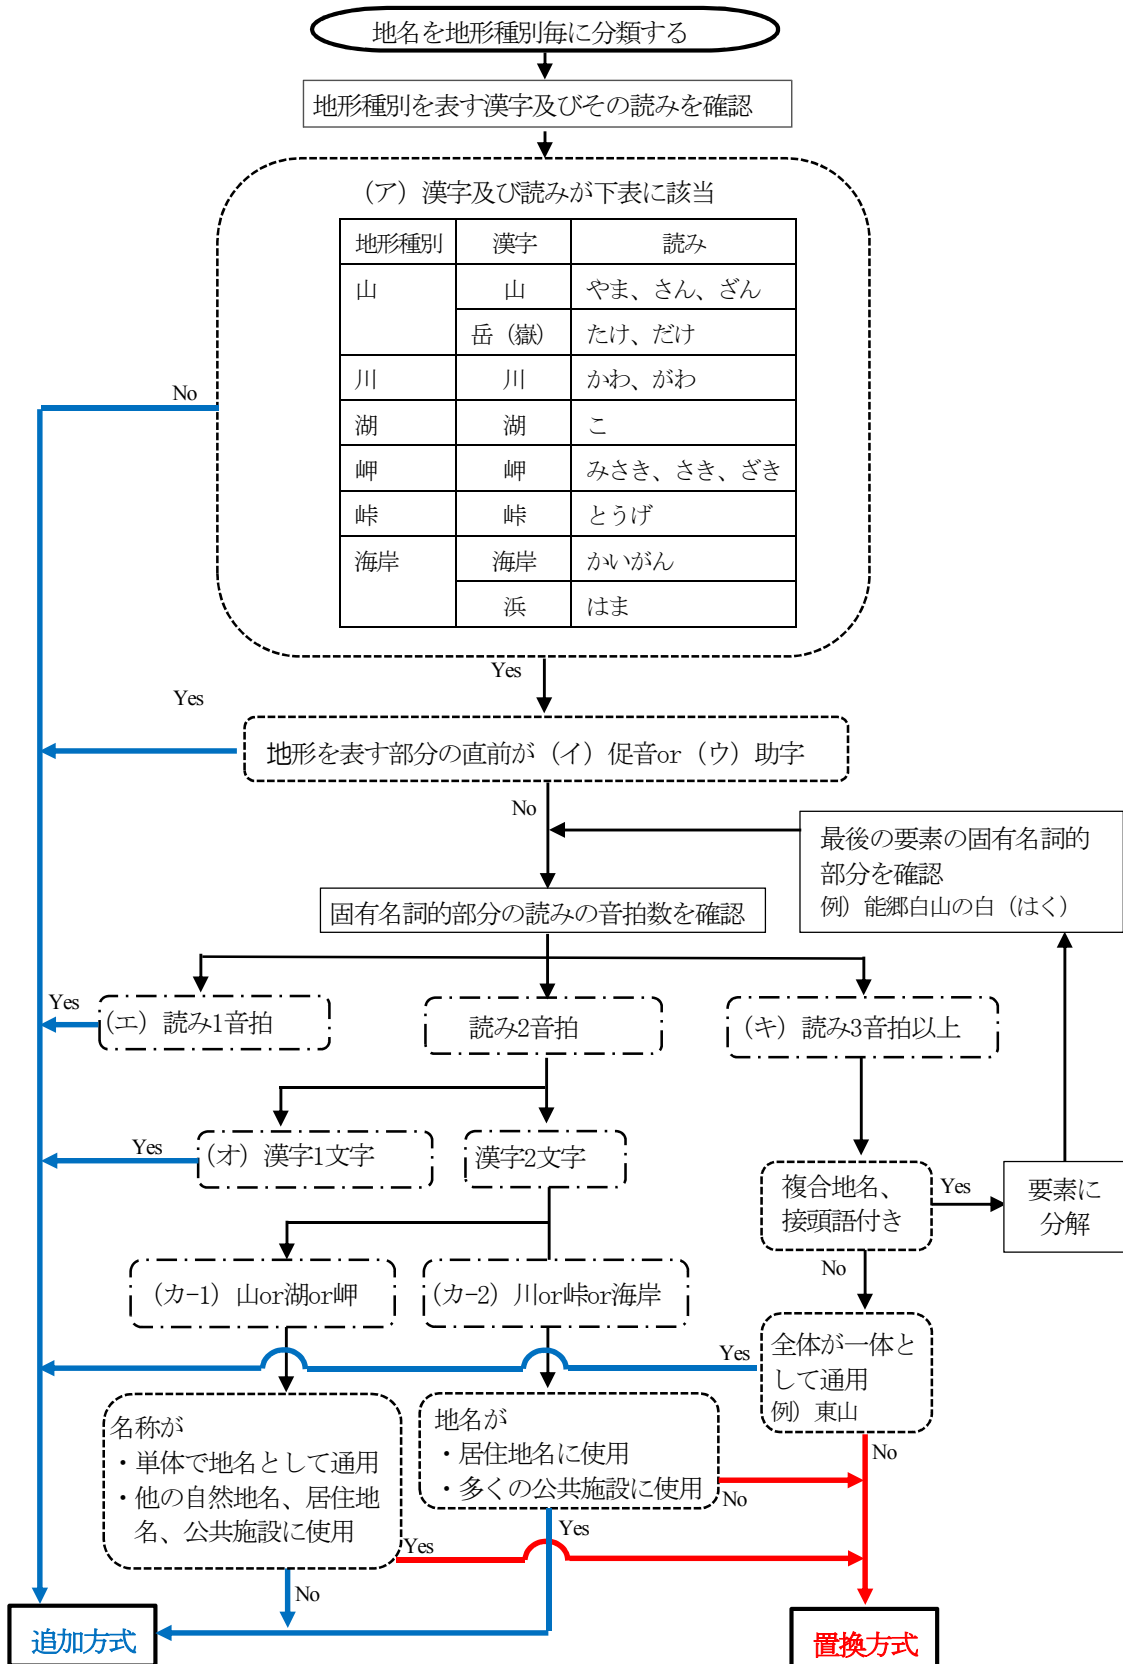 地名を地形種別毎に分類する
地形種別を表す漢字及びその読みを確認
（ア）漢字及び読みが下表に該当
地形種別 漢字 読み
山 山 やま、さん、ざん
岳（嶽） たけ、だけ
川 川 かわ、がわ
湖 湖 こ
岬 岬 みさき、さき、ざき
峠 峠 とうげ
海岸 海岸 かいがん
浜 はま
No
Yes
Yes
地形を表す部分の直前が（イ）促音or（ウ）助字
No
最後の要素の固有名詞的
部分を確認
例）能郷白山の白（はく）
固有名詞的部分の読みの音拍数を確認
Yes
（エ）読み1音拍
読み2音拍
（キ）読み3音拍以上
Yes
（オ）漢字1文字
漢字2文字
複合地名、
接頭語付き
Yes
要素に
分解
No
（カ-1）山or湖or岬
（カ-2）川or峠or海岸
Yes
全体が一体と
して通用
例）東山
No
名称が
・単体で地名として通用
・他の自然地名、居住地
名、公共施設に使用
地名が
・居住地名に使用
・多くの公共施設に使用
No
Yes
Yes
No
追加方式
置換方式